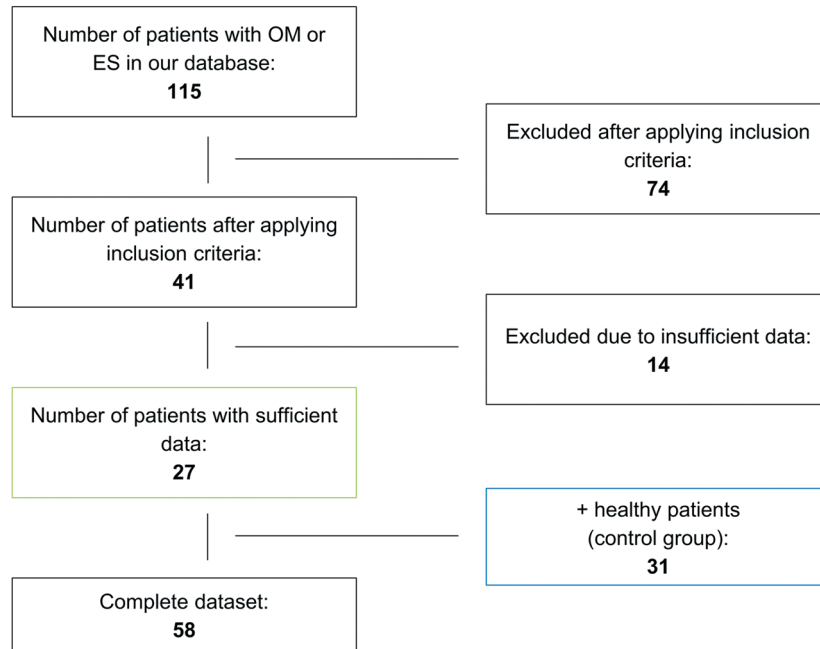 Number of patients with OM or
ES in our database:
115
Excluded after applying inclusion
criteria:
74
Number of patients after applying
inclusion criteria:
41
Excluded due to insufficient data:
14
Number of patients with sufficient
data:
27
+ healthy patients
(control group):
31
Complete dataset:
58